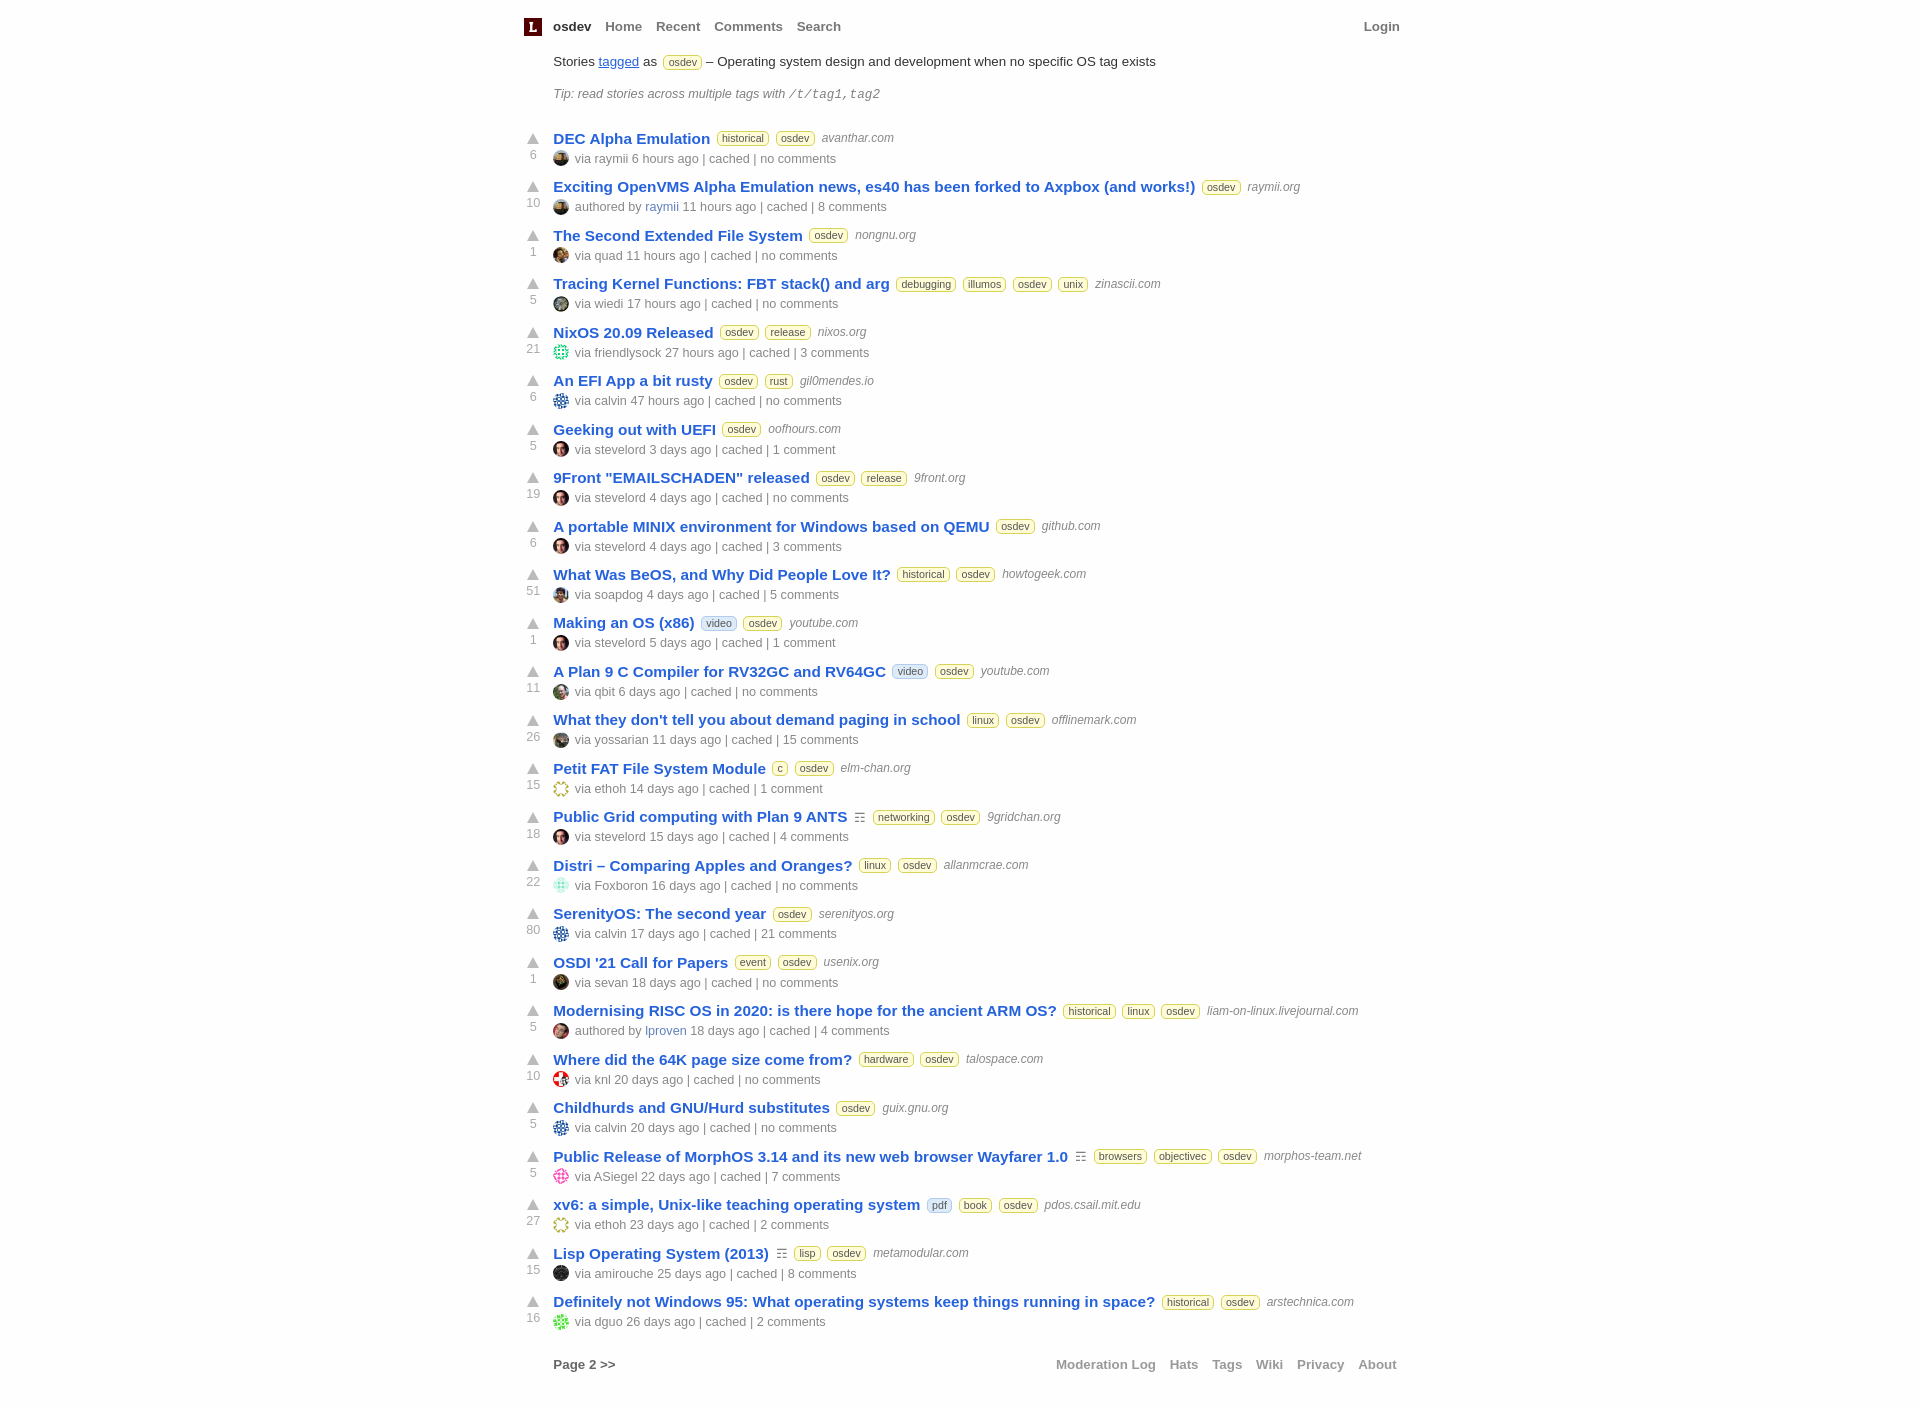 L osdev Home Recent Comments Search Login
Stories tagged as osdev – Operating system design and development when no specific OS tag exists
Tip: read stories across multiple tags with /t/tag1,tag2
DEC Alpha Emulation historical osdev avanthar.com
6 via raymii 6 hours ago | cached | no comments
Exciting OpenVMS Alpha Emulation news, es40 has been forked to Axpbox (and works!) osdev raymii.org
10 authored by raymii 11 hours ago | cached | 8 comments
The Second Extended File System osdev nongnu.org
1 via quad 11 hours ago | cached | no comments
Tracing Kernel Functions: FBT stack() and arg debugging illumos osdev unix zinascii.com
5 via wiedi 17 hours ago | cached | no comments
NixOS 20.09 Released osdev release nixos.org
21 via friendlysock 27 hours ago | cached | 3 comments
An EFI App a bit rusty osdev rust gil0mendes.io
6 via calvin 47 hours ago | cached | no comments
Geeking out with UEFI osdev oofhours.com
5 via stevelord 3 days ago | cached | 1 comment
9Front "EMAILSCHADEN" released osdev release 9front.org
19 via stevelord 4 days ago | cached | no comments
A portable MINIX environment for Windows based on QEMU osdev github.com
6 via stevelord 4 days ago | cached | 3 comments
What Was BeOS, and Why Did People Love It? historical osdev howtogeek.com
51 via soapdog 4 days ago | cached | 5 comments
Making an OS (x86) video osdev youtube.com
1 via stevelord 5 days ago | cached | 1 comment
A Plan 9 C Compiler for RV32GC and RV64GC video osdev youtube.com
11 via qbit 6 days ago | cached | no comments
What they don't tell you about demand paging in school linux osdev offlinemark.com
26 via yossarian 11 days ago | cached | 15 comments
Petit FAT File System Module c osdev elm-chan.org
15 via ethoh 14 days ago | cached | 1 comment
Public Grid computing with Plan 9 ANTS ☶ networking osdev 9gridchan.org
18 via stevelord 15 days ago | cached | 4 comments
Distri – Comparing Apples and Oranges? linux osdev allanmcrae.com
22 via Foxboron 16 days ago | cached | no comments
SerenityOS: The second year osdev serenityos.org
80 via calvin 17 days ago | cached | 21 comments
OSDI '21 Call for Papers event osdev usenix.org
1 via sevan 18 days ago | cached | no comments
Modernising RISC OS in 2020: is there hope for the ancient ARM OS? historical linux osdev liam-on-linux.livejournal.com
5 authored by lproven 18 days ago | cached | 4 comments
Where did the 64K page size come from? hardware osdev talospace.com
10 via knl 20 days ago | cached | no comments
Childhurds and GNU/Hurd substitutes osdev guix.gnu.org
5 via calvin 20 days ago | cached | no comments
Public Release of MorphOS 3.14 and its new web browser Wayfarer 1.0 ☶ browsers objectivec osdev morphos-team.net
5 via ASiegel 22 days ago | cached | 7 comments
xv6: a simple, Unix-like teaching operating system pdf book osdev pdos.csail.mit.edu
27 via ethoh 23 days ago | cached | 2 comments
Lisp Operating System (2013) ☶ lisp osdev metamodular.com
15 via amirouche 25 days ago | cached | 8 comments
Definitely not Windows 95: What operating systems keep things running in space? historical osdev arstechnica.com
16 via dguo 26 days ago | cached | 2 comments
Page 2 >> Moderation Log Hats Tags Wiki Privacy About